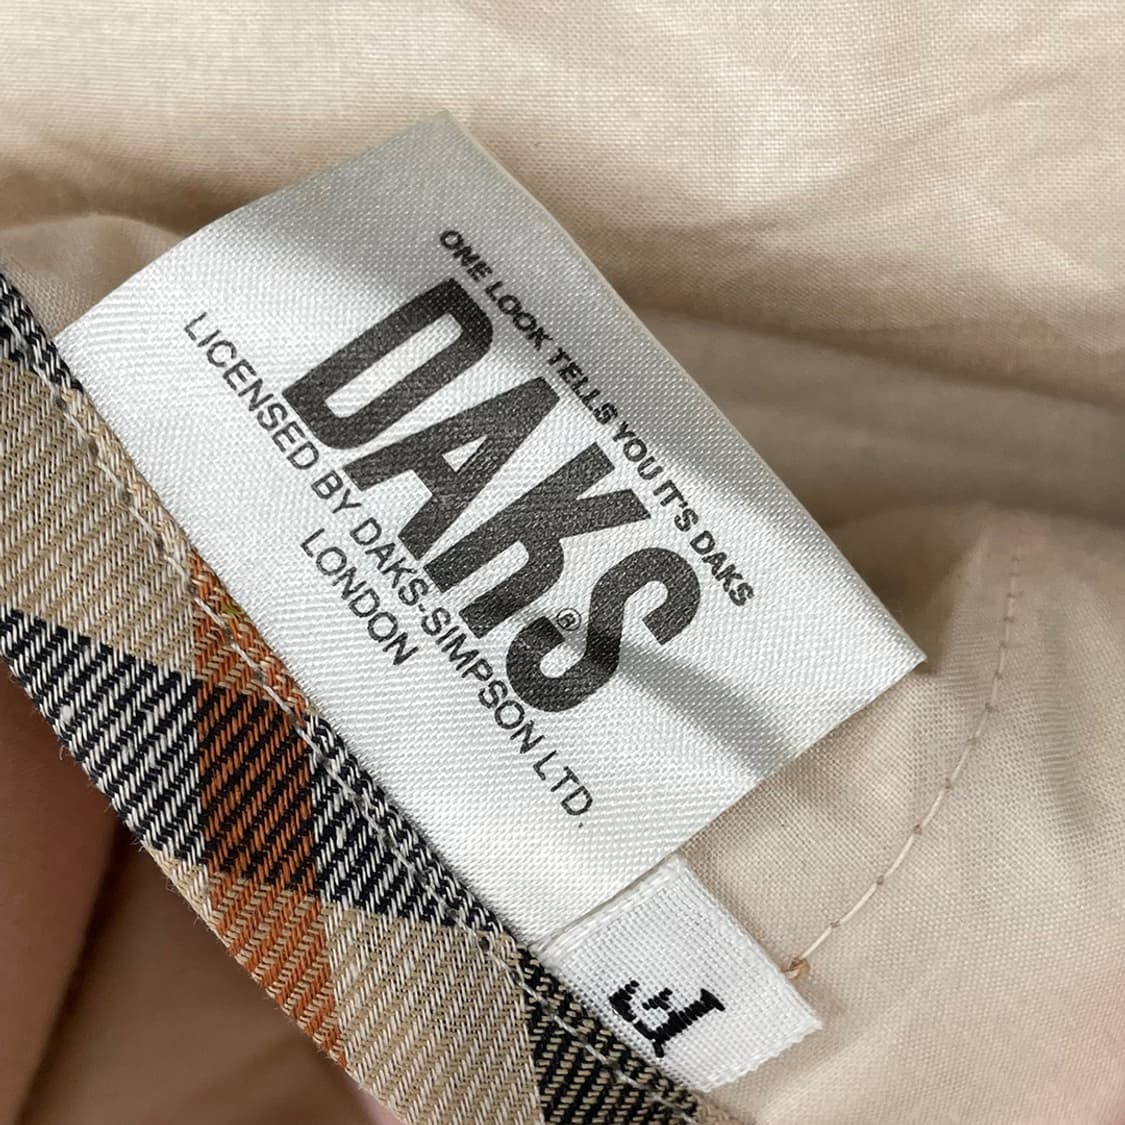 ONE LOOK TELLS YOU IT'S DAKS
DAKS®
LICENSED BY DAKS-SIMPSON LTD.
LONDON
F